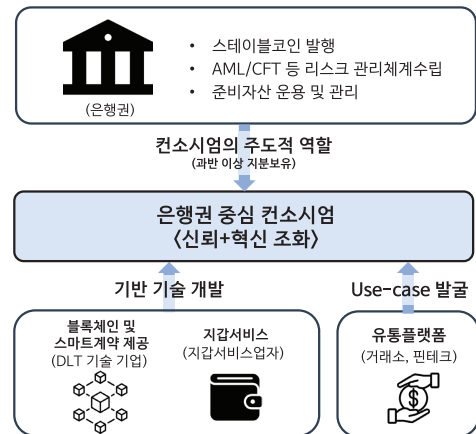 • 스테이블코인 발행
• AML/CFT 등 리스크 관리체계수립
• 준비자산 운용 및 관리
(은행권)
컨소시엄의 주도적 역할
(과반 이상 지분보유)
은행권 중심 컨소시엄
〈신뢰+혁신 조화〉
기반 기술 개발
Use-case 발굴
블록체인 및
스마트계약 제공
(DLT 기술 기업)
지갑서비스
(지갑서비스업자)
유통플랫폼
(거래소, 핀테크)
$